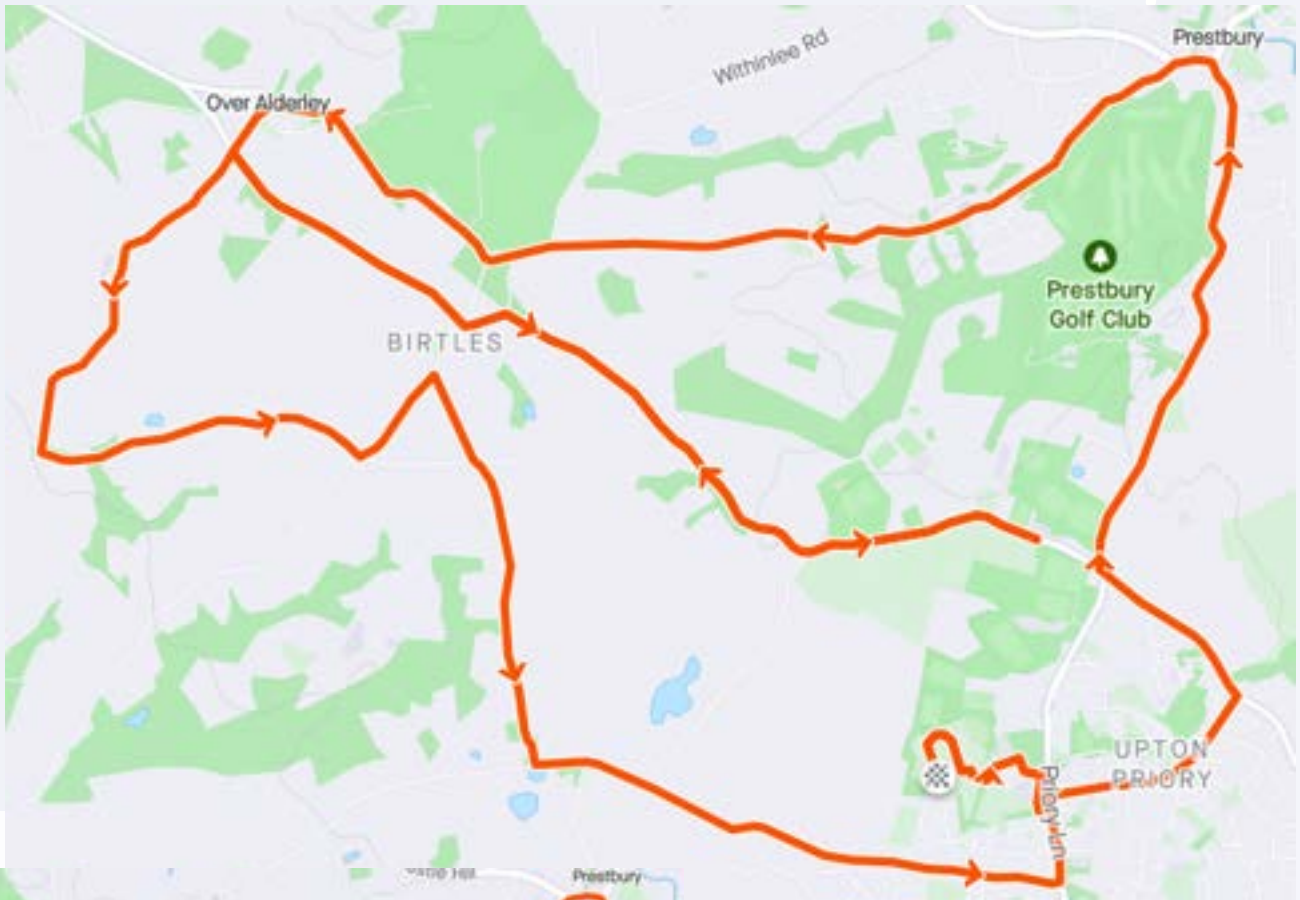 Prestbury
Withinlee Rd
Over Alderley
Prestbury
Golf Club
BIRTLES
UPTON
PRIORY
Priory Ln
Prestbury